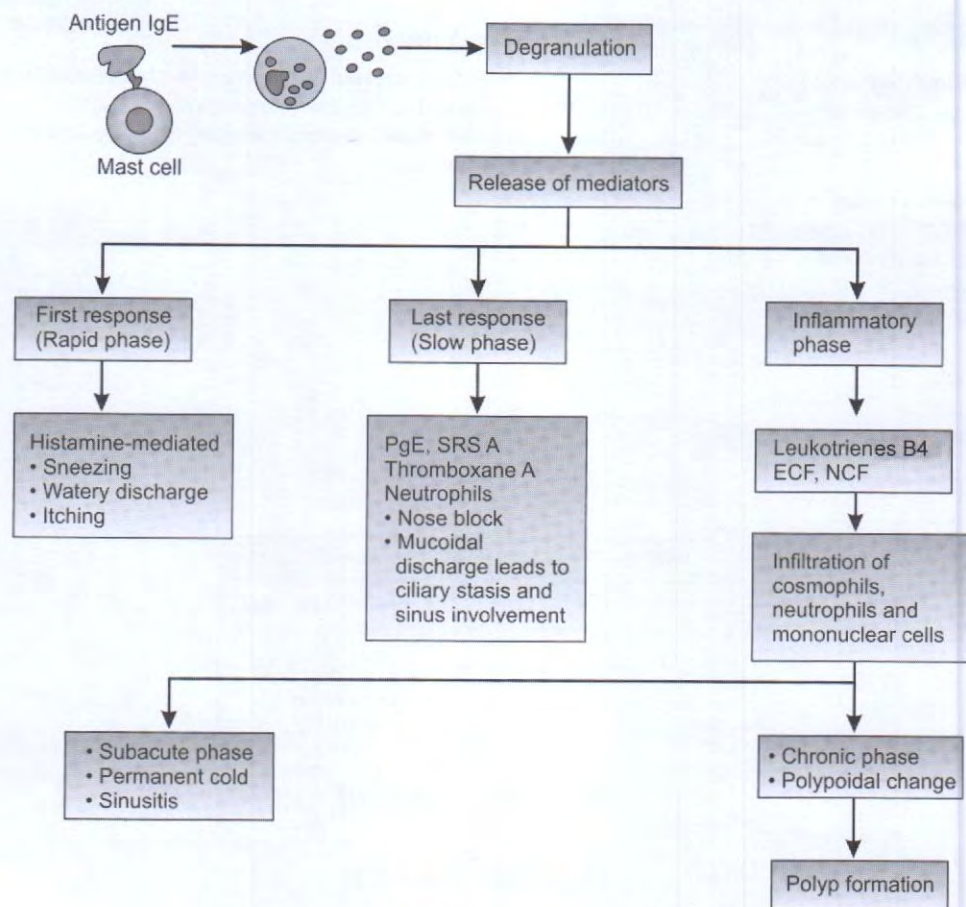 Antigen IgE
Mast cell
Degranulation
Release of mediators
First response
(Rapid phase)
Last response
(Slow phase)
Inflammatory
phase
Histamine-mediated
• Sneezing
• Watery discharge
• Itching
PgE, SRS A
Thromboxane A
Neutrophils
• Nose block
• Mucoidal
discharge leads to
ciliary stasis and
sinus involvement
Leukotrienes B4
ECF, NCF
Infiltration of
cosmophils,
neutrophils and
mononuclear cells
• Subacute phase
• Permanent cold
• Sinusitis
• Chronic phase
• Polypoidal change
Polyp formation